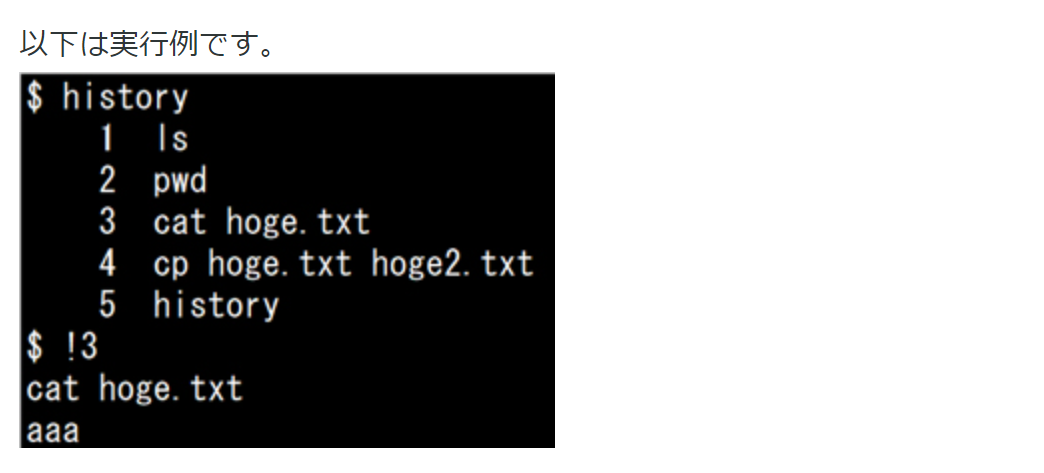 以下は実行例です。
$ history
1 ls
2 pwd
3 cat hoge.txt
4 cp hoge.txt hoge2.txt
5 history
$ !3
cat hoge.txt
aaa